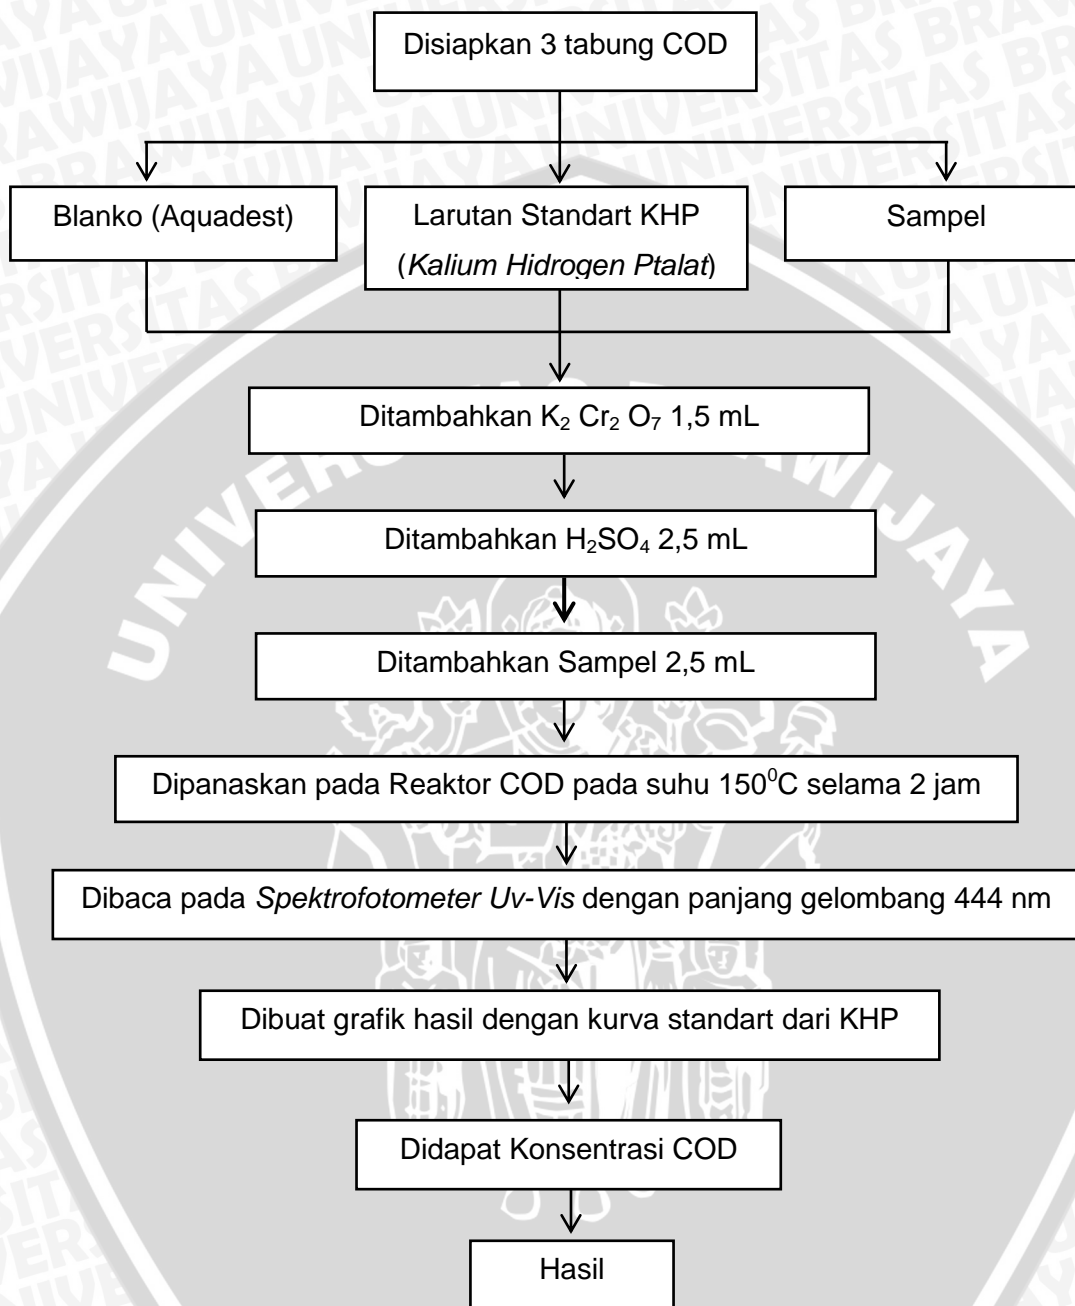 Disiapkan 3 tabung COD
Blanko (Aquadest)
Larutan Standart KHP
(Kalium Hidrogen Ptalat)
Sampel
Ditambahkan K₂ Cr₂ O₇ 1,5 mL
Ditambahkan H₂SO₄ 2,5 mL
Ditambahkan Sampel 2,5 mL
Dipanaskan pada Reaktor COD pada suhu 150⁰C selama 2 jam
Dibaca pada Spektrofotometer Uv-Vis dengan panjang gelombang 444 nm
Dibuat grafik hasil dengan kurva standart dari KHP
Didapat Konsentrasi COD
Hasil